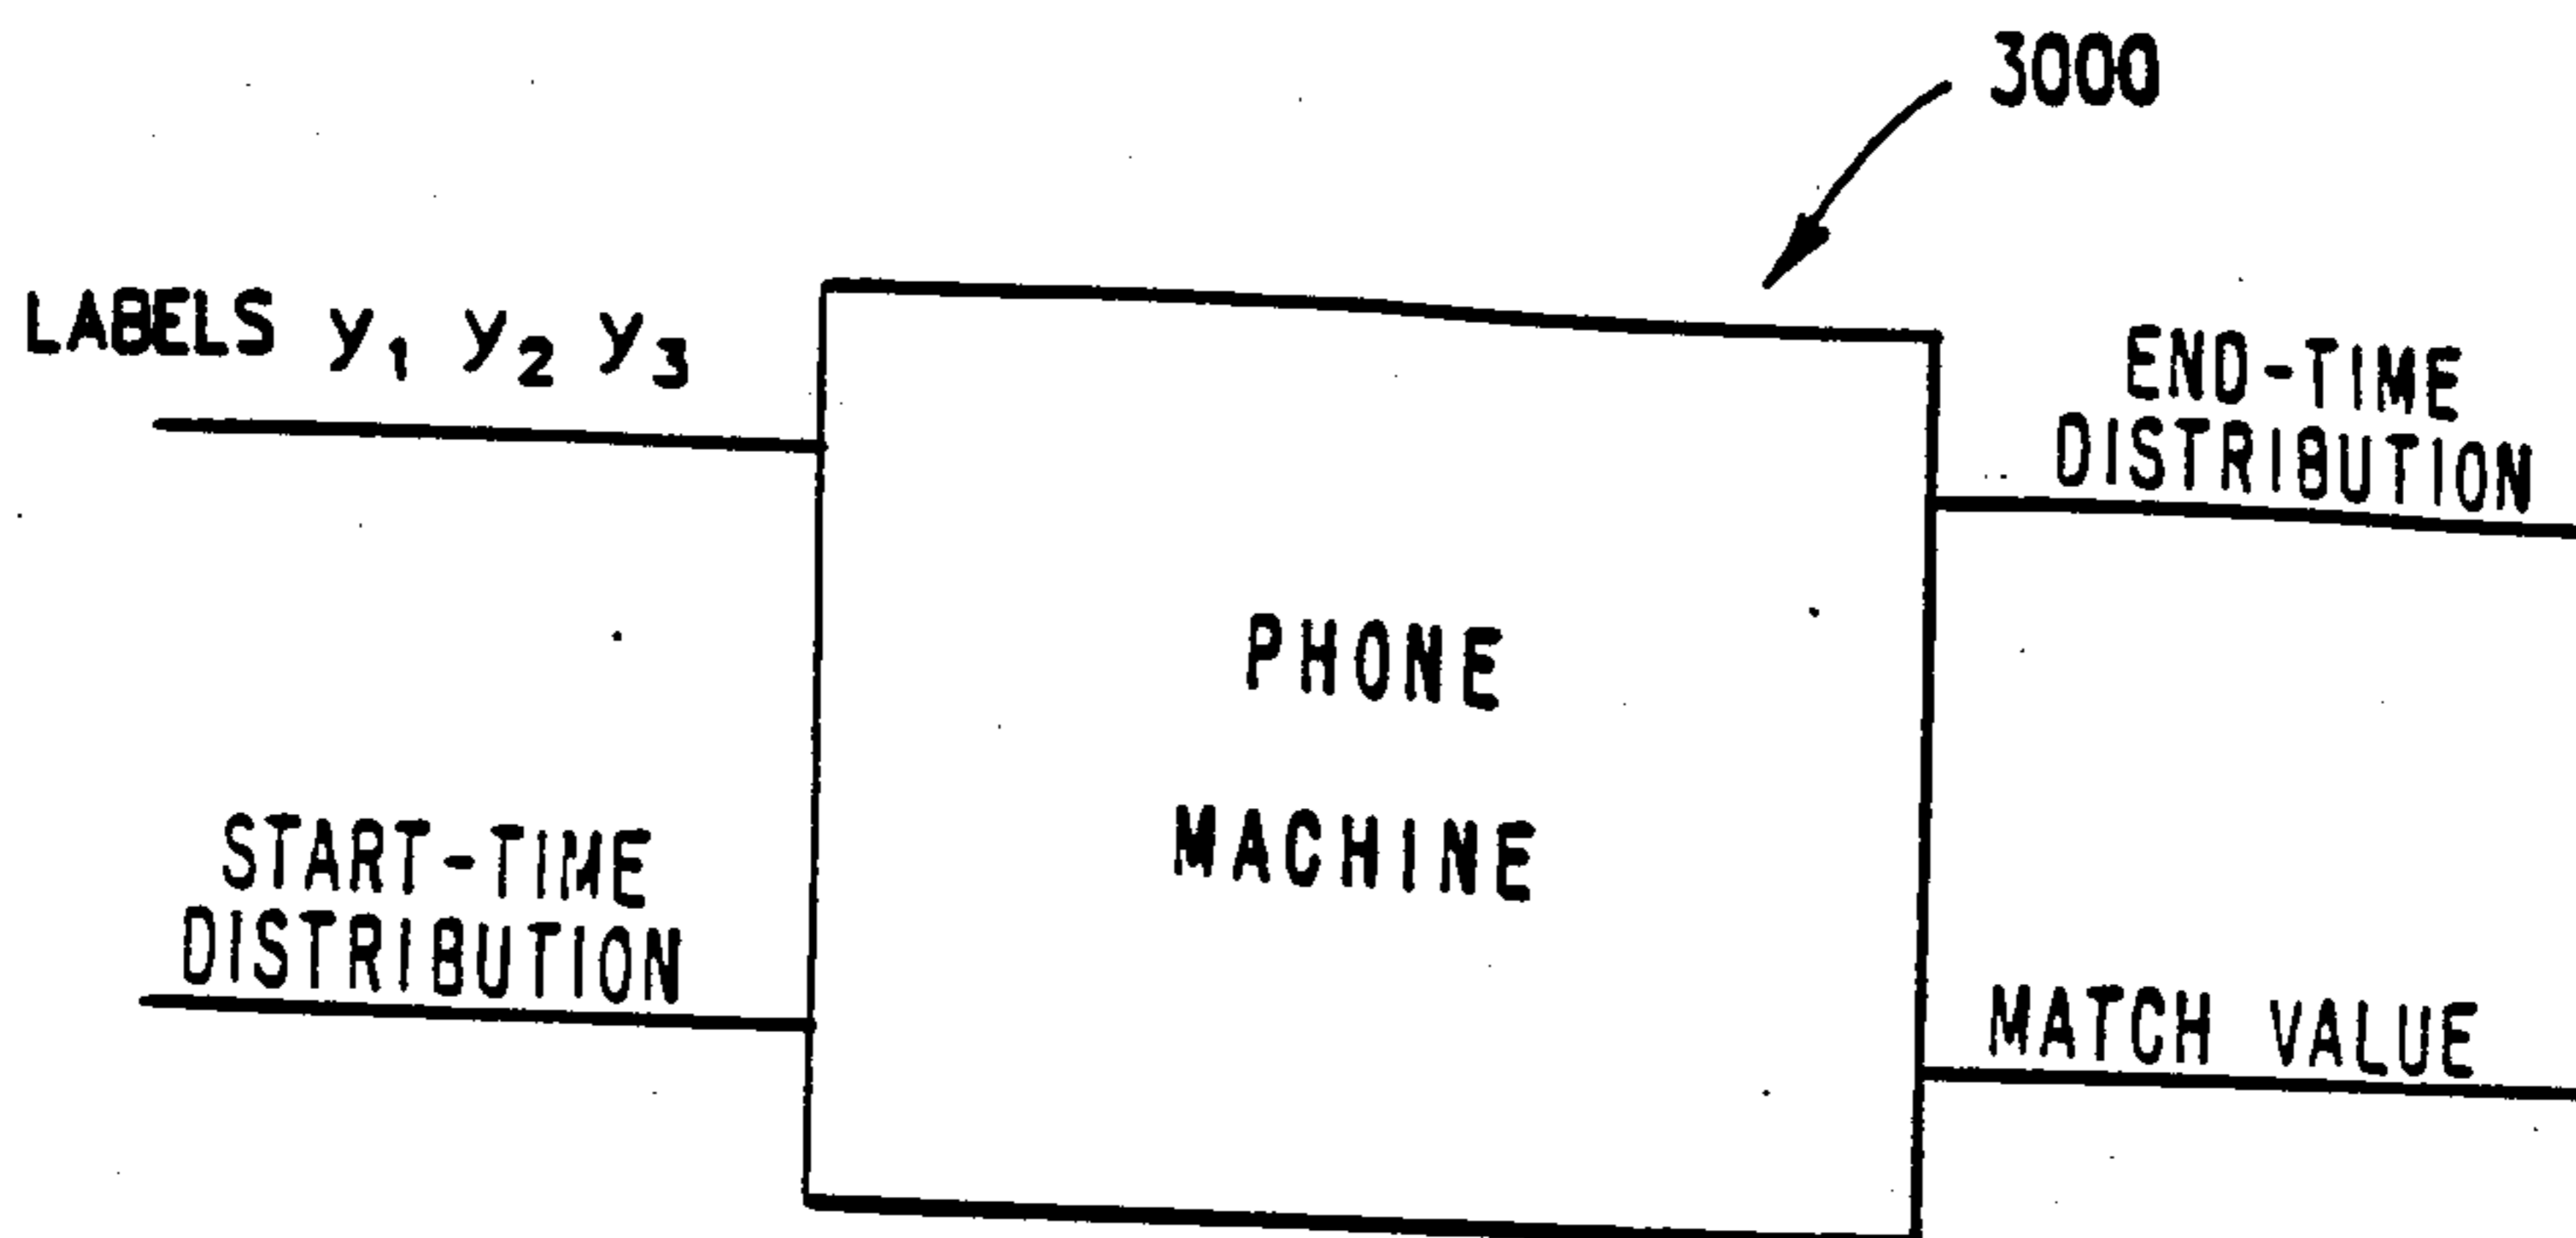 3000
LABELS y₁ y₂ y₃
END-TIME
DISTRIBUTION
PHONE
MACHINE
START-TIME
DISTRIBUTION
MATCH VALUE